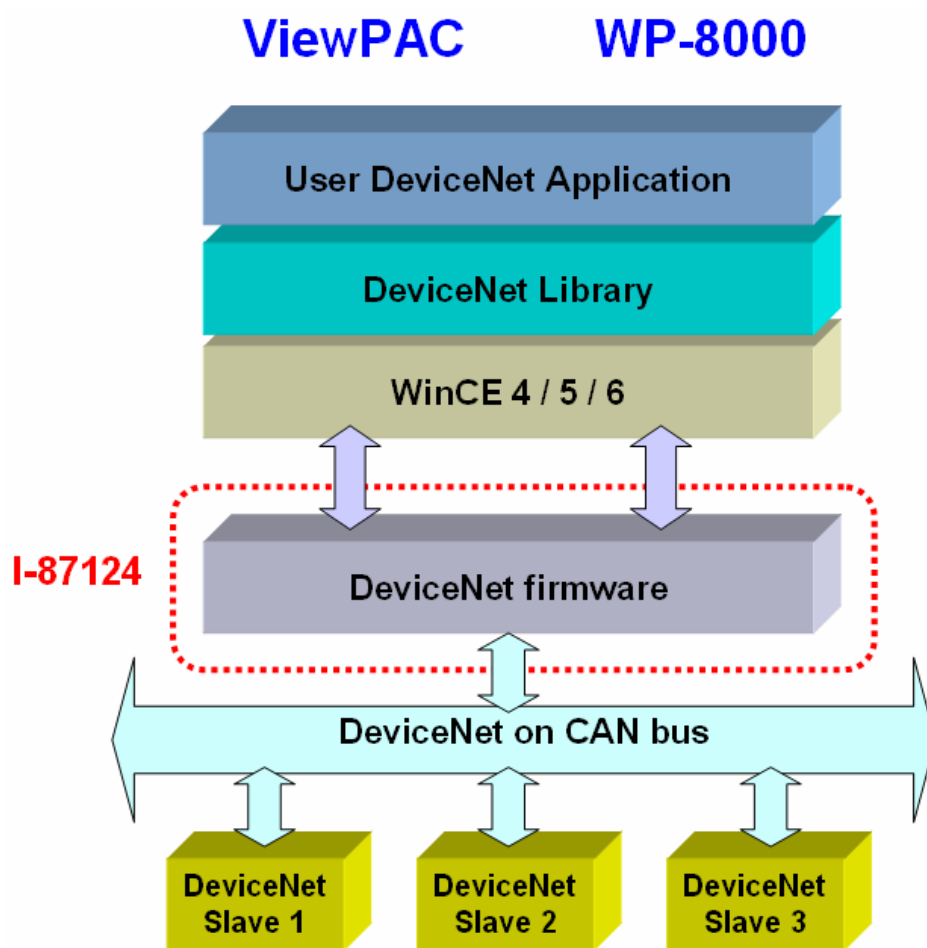 ViewPAC WP-8000
User DeviceNet Application
DeviceNet Library
WinCE 4 / 5 / 6
I-87124
DeviceNet firmware
DeviceNet on CAN bus
DeviceNet
Slave 1
DeviceNet
Slave 2
DeviceNet
Slave 3